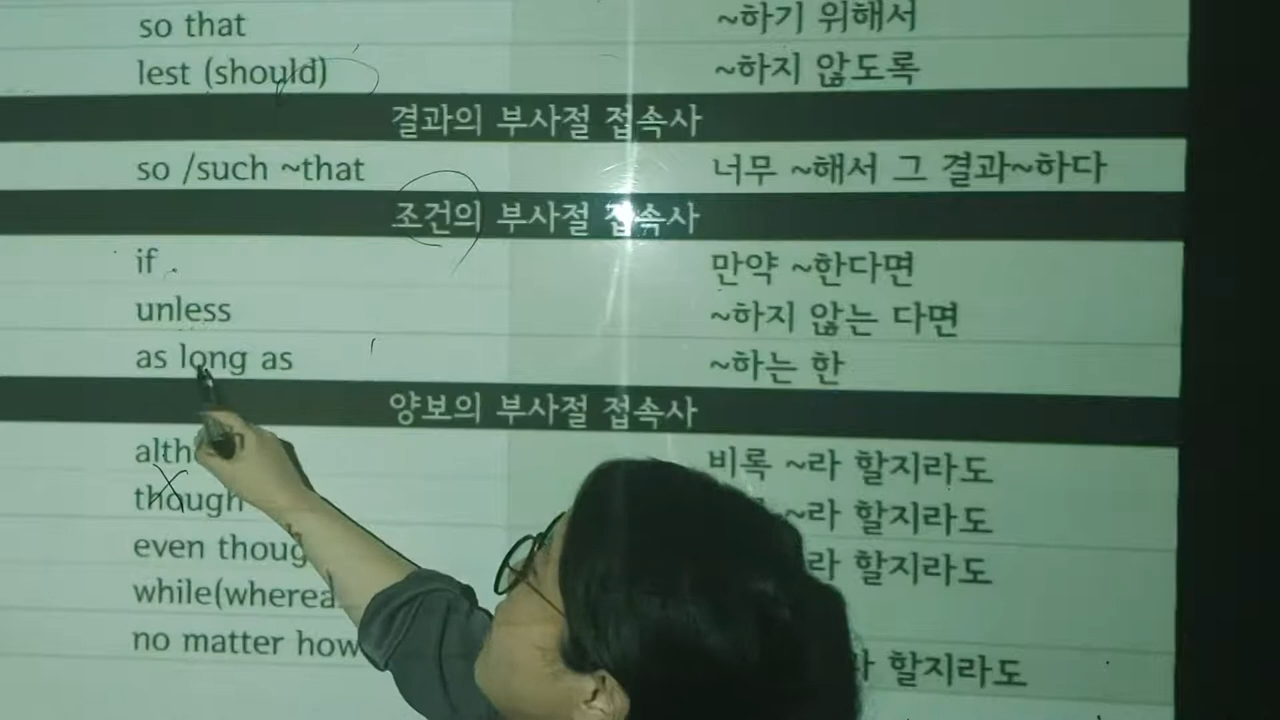 so that ~하기 위해서
lest (should) ~하지 않도록
결과의 부사절 접속사
so /such ~that 너무 ~해서 그 결과~하다
조건의 부사절 접속사
if 만약 ~한다면
unless ~하지 않는 다면
as long as ~하는 한
양보의 부사절 접속사
비록 ~라 할지라도
though ~라 할지라도
even 라 할지라도
no matter how 할지라도